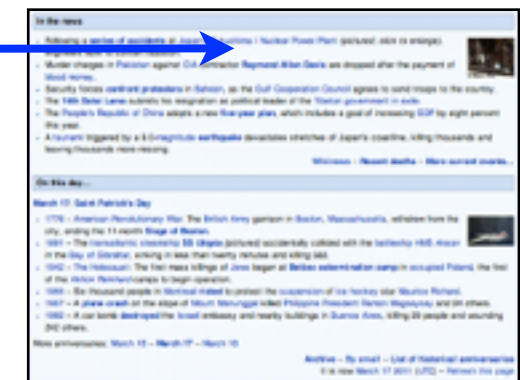 In the news
Following a series of accidents at Japan's I Nuclear Power Plant (pictured: click to enlarge),
Murder charges in Pakistan against CIA contractor Raymond Allen Davis are dropped after the payment of
blood money.
Security forces confront protesters in Bahrain, as the Gulf Cooperation Council agrees to send troops to the country.
The 14th Dalai Lama submits his resignation as political leader of the Tibetan government in exile.
The People's Republic of China adopts a new five-year plan, which includes a goal of increasing GDP by eight percent
this year.
A tsunami triggered by a 9.0-magnitude earthquake devastates stretches of Japan's coastline, killing thousands and
leaving thousands more missing.
Wikinews – Recent deaths – More current events...
On this day...
March 17: Saint Patrick's Day
1776 – American Revolutionary War: The British Army garrison in Boston, Massachusetts, withdrew from the
city, ending the 11-month Siege of Boston.
1891 – The transatlantic steamship SS Utopia (pictured) accidentally collided with the battleship HMS Anson
in the Bay of Gibraltar, sinking in less than twenty minutes and killing
1942 – The Holocaust: The first mass killings of Jews began at Belzec extermination camp in occupied Poland, the first
of the Aktion Reinhard camps to begin operation.
1955 – Six thousand people in Montreal rioted to protest the suspension of ice hockey star Maurice Richard.
1957 – A plane crash on the slope of Mount Manunggal killed Philippine President Ramon Magsaysay and 24 others.
1992 – A car bomb destroyed the Israeli embassy and nearby buildings in Buenos Aires, killing 29 people and wounding
242 others.
More anniversaries: March 16 – March 17 – March 18
Archive – By email – List of historical anniversaries
It is now March 17 2011 (UTC) – Refresh this page